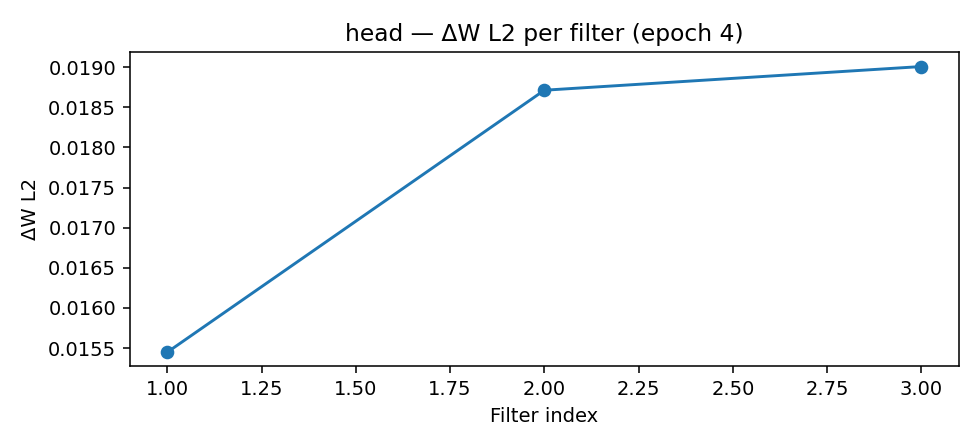 head — ΔW L2 per filter (epoch 4)
ΔW L2
0.0190
0.0185
0.0180
0.0175
0.0170
0.0165
0.0160
0.0155
1.00 1.25 1.50 1.75 2.00 2.25 2.50 2.75 3.00
Filter index